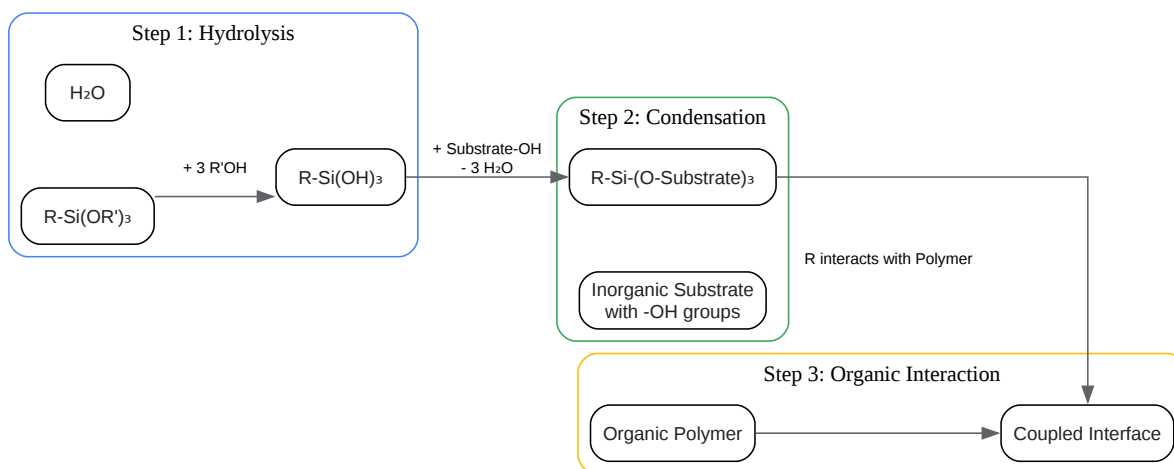 Step 1: Hydrolysis
H₂O
+ 3 R'OH
R-Si(OR')₃
R-Si(OH)₃
+ Substrate-OH
- 3 H₂O
Step 2: Condensation
R-Si-(O-Substrate)₃
Inorganic Substrate
with -OH groups
R interacts with Polymer
Step 3: Organic Interaction
Organic Polymer
Coupled Interface